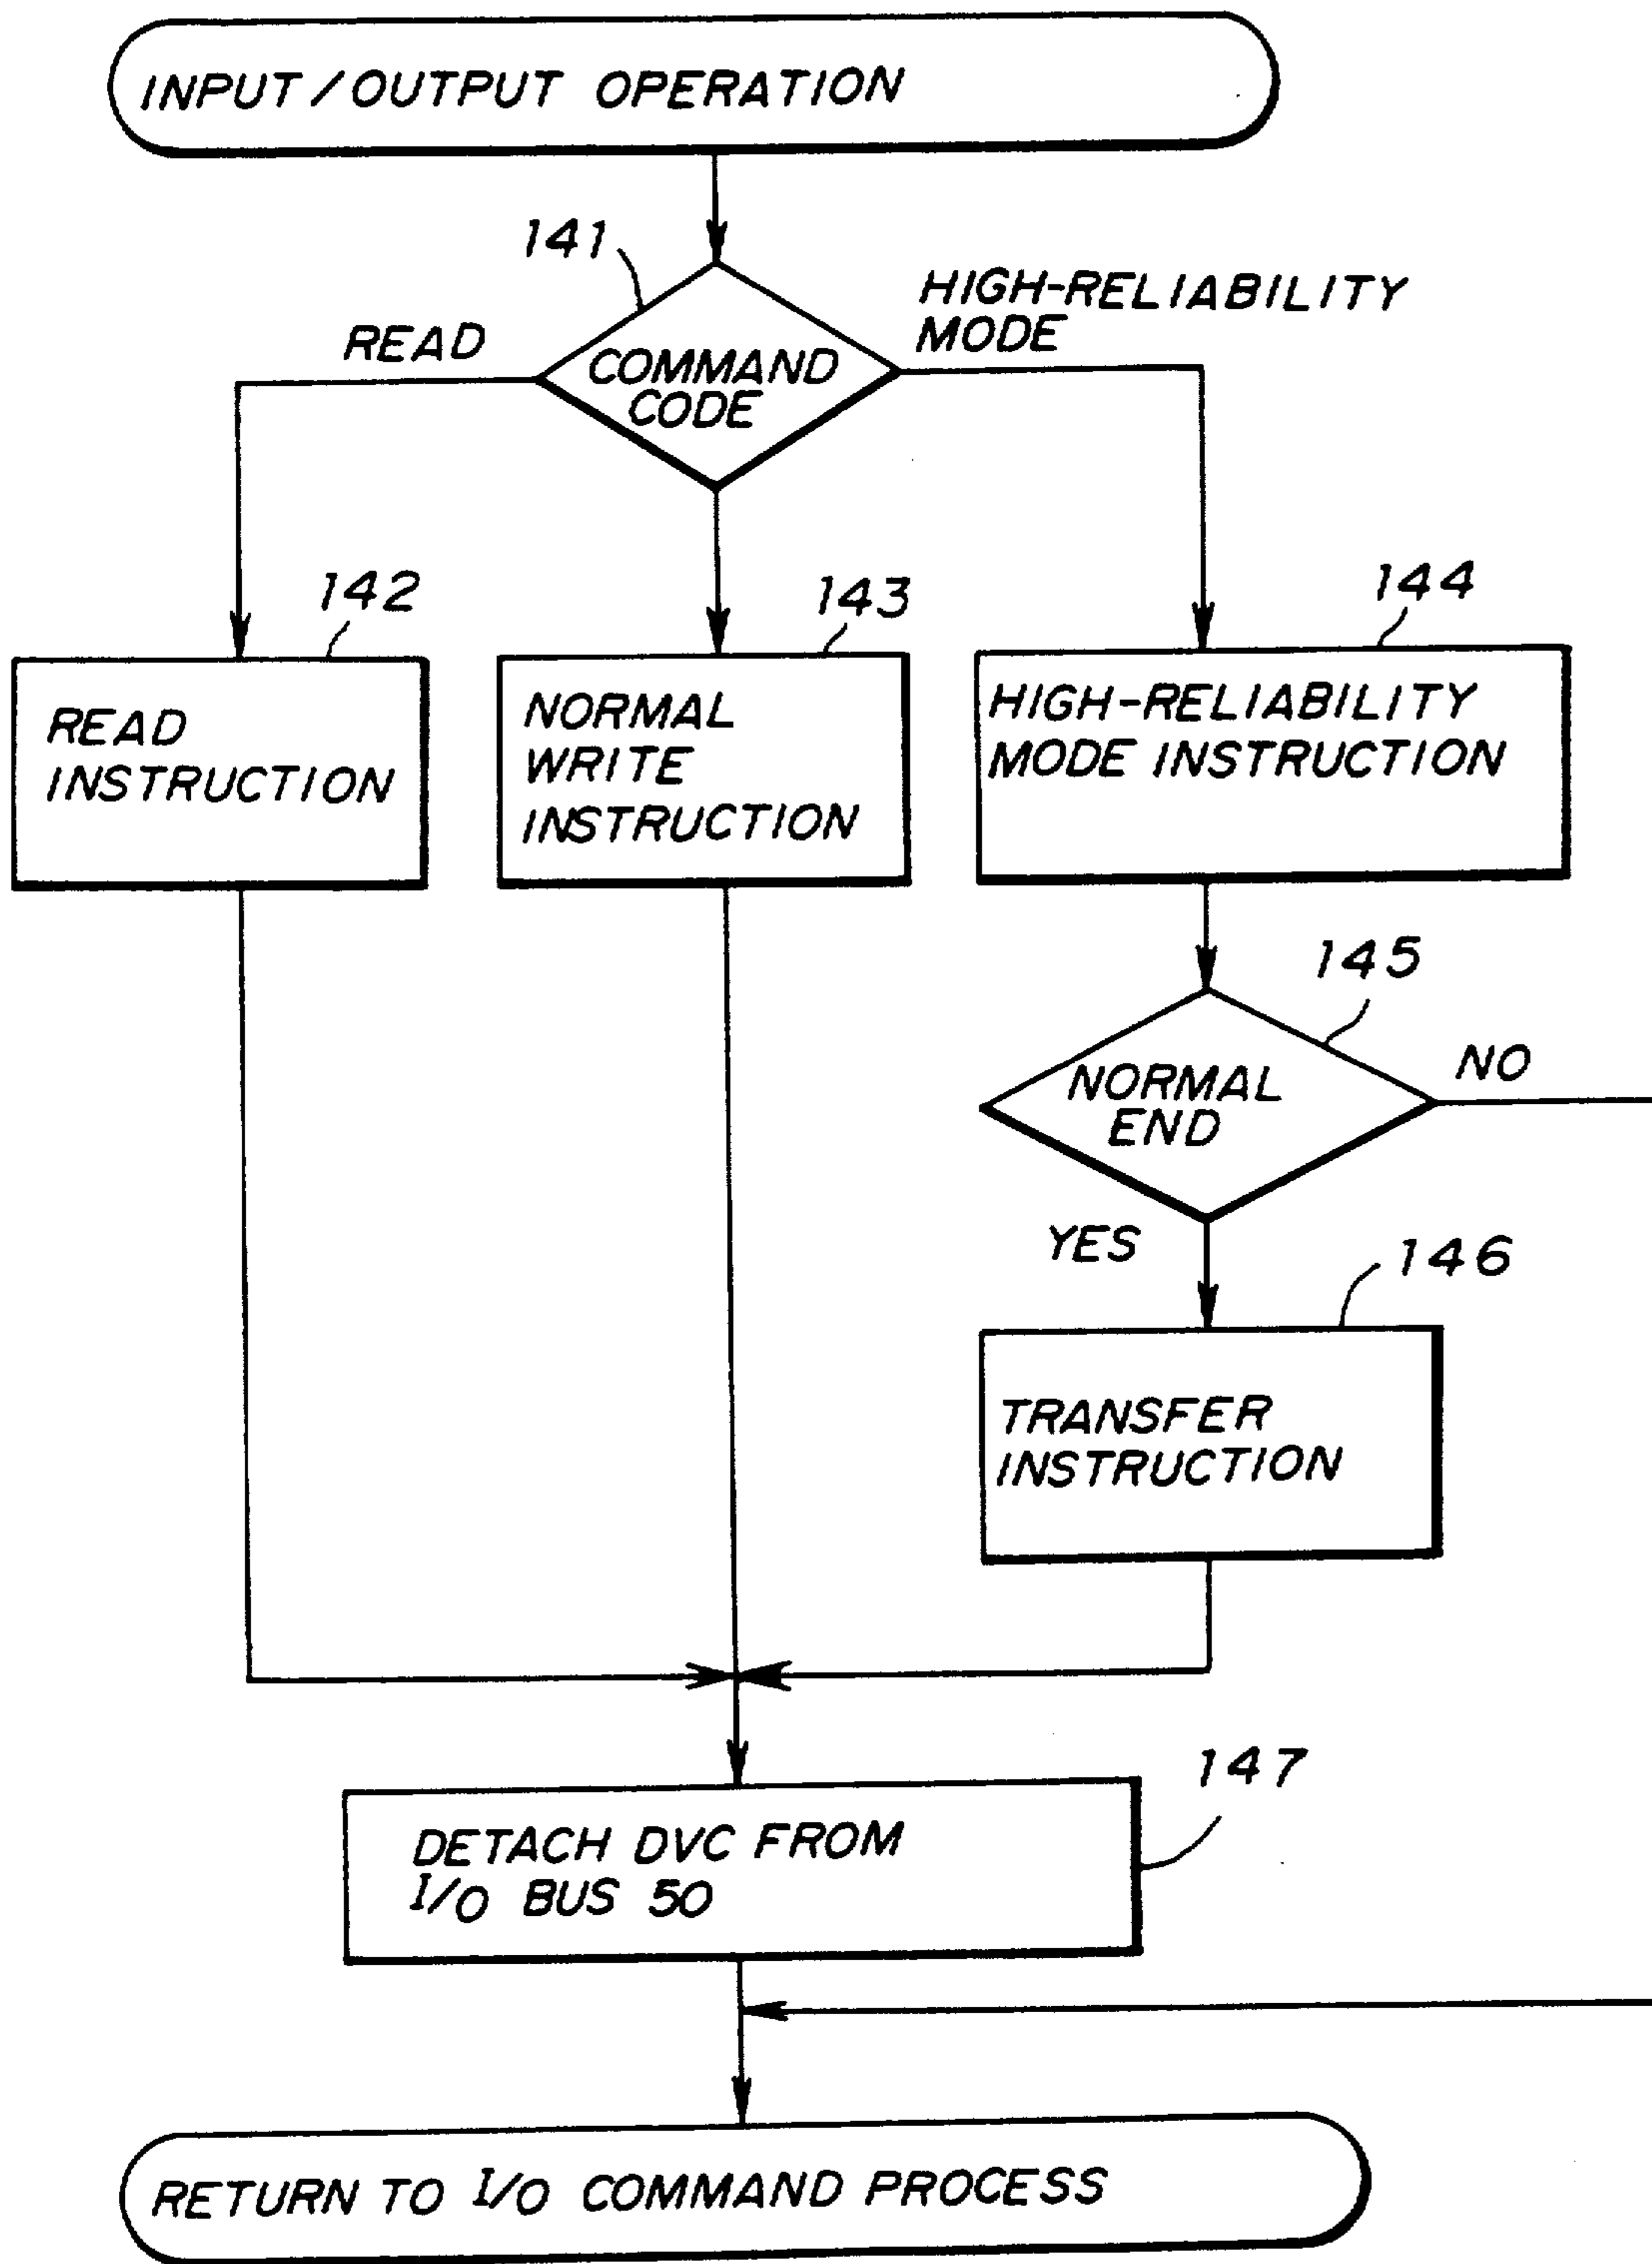 INPUT/OUTPUT OPERATION
141
HIGH-RELIABILITY
MODE
READ
COMMAND
CODE
142
143
144
READ
INSTRUCTION
NORMAL
WRITE
INSTRUCTION
HIGH-RELIABILITY
MODE INSTRUCTION
145
NO
NORMAL
END
YES
146
TRANSFER
INSTRUCTION
147
DETACH DVC FROM
I/O BUS 50
RETURN TO I/O COMMAND PROCESS